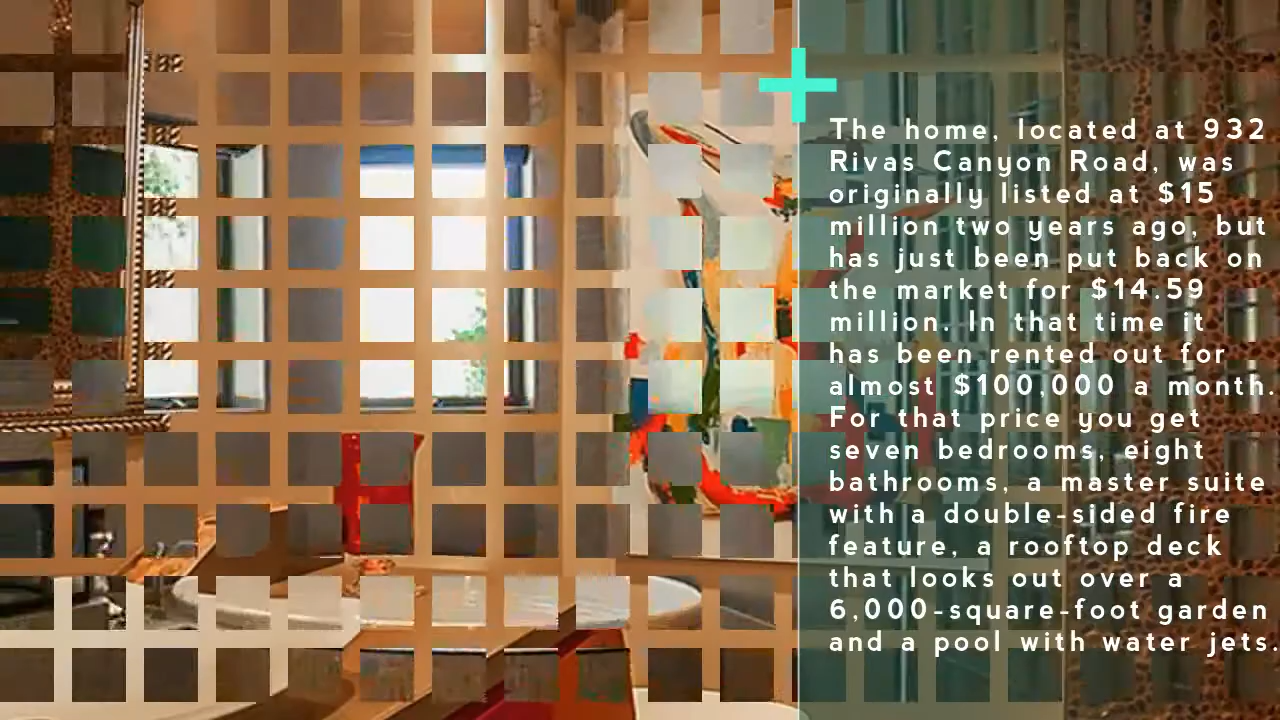 The home, located at 932
Rivas Canyon Road, was
originally listed at $15
million two years ago, but
has just been put back on
the market for $14.59
million. In that time it
has been rented out for
almost $100,000 a month.
For that price you get
seven bedrooms, eight
bathrooms, a master suite
with a double-sided fire
feature, a rooftop deck
that looks out over a
6,000-square-foot garden
and a pool with water jets.